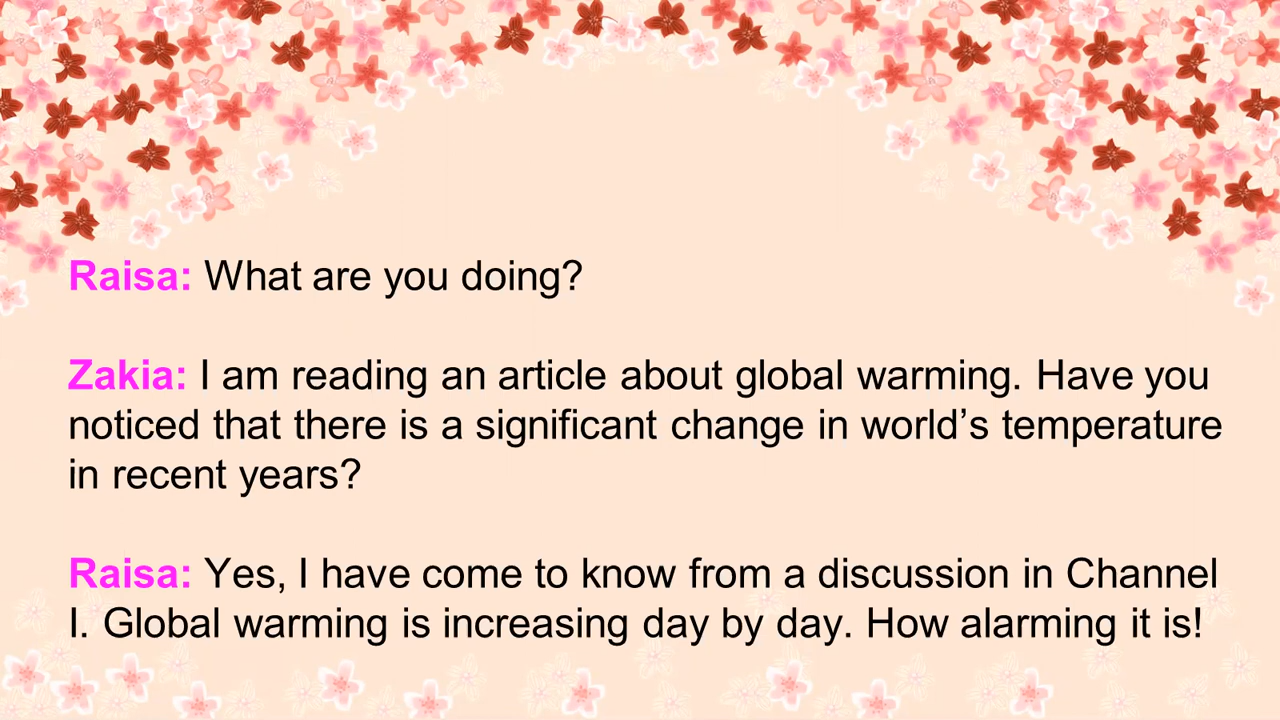 Raisa: What are you doing?
Zakia: I am reading an article about global warming. Have you
noticed that there is a significant change in world’s temperature
in recent years?
Raisa: Yes, I have come to know from a discussion in Channel
I. Global warming is increasing day by day. How alarming it is!